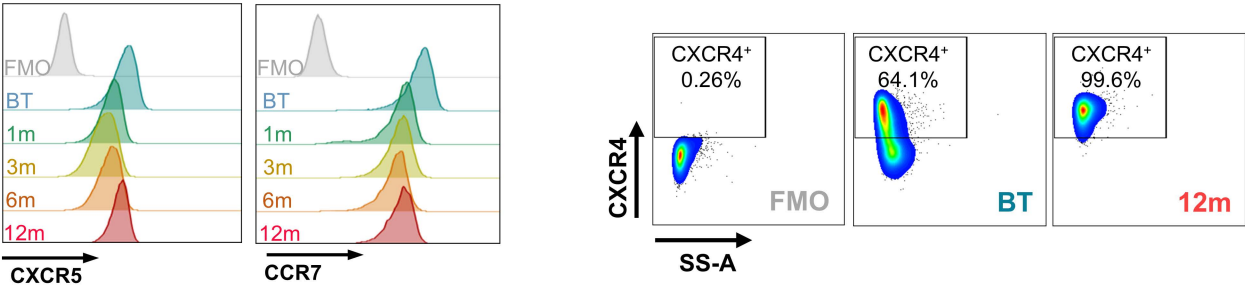 FMO
BT
1m
3m
6m
12m
CXCR5
FMO
BT
1m
3m
6m
12m
CCR7
CXCR4
CXCR4⁺
0.26%
FMO
CXCR4⁺
64.1%
BT
CXCR4⁺
99.6%
12m
SS-A